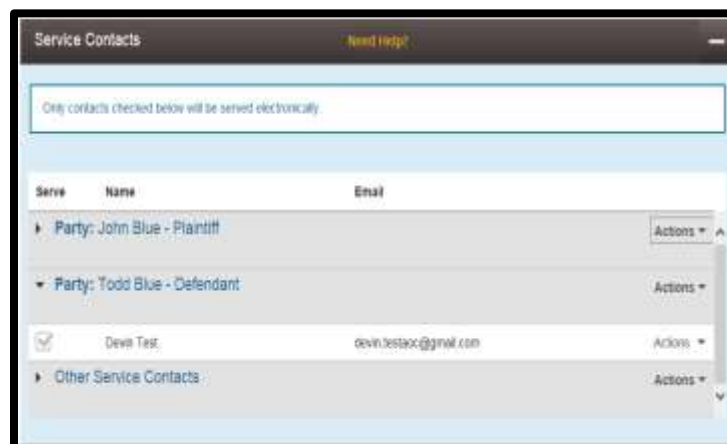 Service Contacts Need Help?
Only contacts checked below will be served electronically.
Serve Name Email
Party: John Blue - Plaintiff Actions
Party: Todd Blue - Defendant Actions
Devin Test devin.testaoc@gmail.com Actions
Other Service Contacts Actions